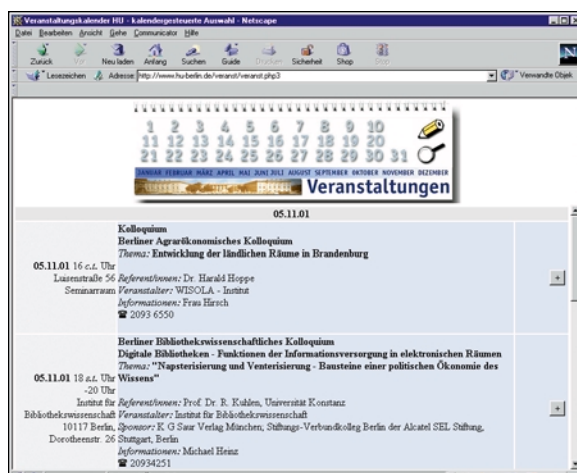 Veranstaltungskalender HU - kalendergesteuerte Auswahl - Netscape
Datei Bearbeiten Ansicht Gehe Communicator Hilfe
Zurück Vor Neu laden Anfang Suchen Guide Drucken Sicherheit Shop Stop
Lesezeichen Adresse http://www.hu-berlin.de/veranst/veranst.php3 Verwandte Objek
1 2 3 4 5 6 7 8 9 10
11 12 13 14 15 16 17 18 19 20
21 22 23 24 25 26 27 28 29 30 31
JANUAR FEBRUAR MÄRZ APRIL MAI JUNI JULI AUGUST SEPTEMBER OKTOBER NOVEMBER DEZEMBER
Veranstaltungen
05.11.01
Kolloquium
Berliner Agrarökonomisches Kolloquium
Thema: Entwicklung der ländlichen Räume in Brandenburg
05.11.01 16 c.t. Uhr
Luisenstraße 56 Referent/innen: Dr. Harald Hoppe
Seminarraum Veranstalter: WISOLA - Institut
Informationen: Frau Hirsch
☎ 2093 6550
+
Berliner Bibliothekswissenschaftliches Kolloquium
Digitale Bibliotheken - Funktionen der Informationsversorgung in elektronischen Räumen
Thema: "Napsterisierung und Venterisierung - Bausteine einer politischen Ökonomie des
05.11.01 18 c.t. Uhr Wissens"
-20 Uhr
Institut für Referent/innen: Prof. Dr. R. Kuhlen, Universität Konstanz
Bibliothekswissenschaft Veranstalter: Institut für Bibliothekswissenschaft
10117 Berlin, Sponsor: K G Saur Verlag München; Stiftungs-Verbundkolleg Berlin der Alcatel SEL Stiftung,
Dorotheenstr. 26 Stuttgart, Berlin
Informationen: Michael Heinz
☎ 20934251
+